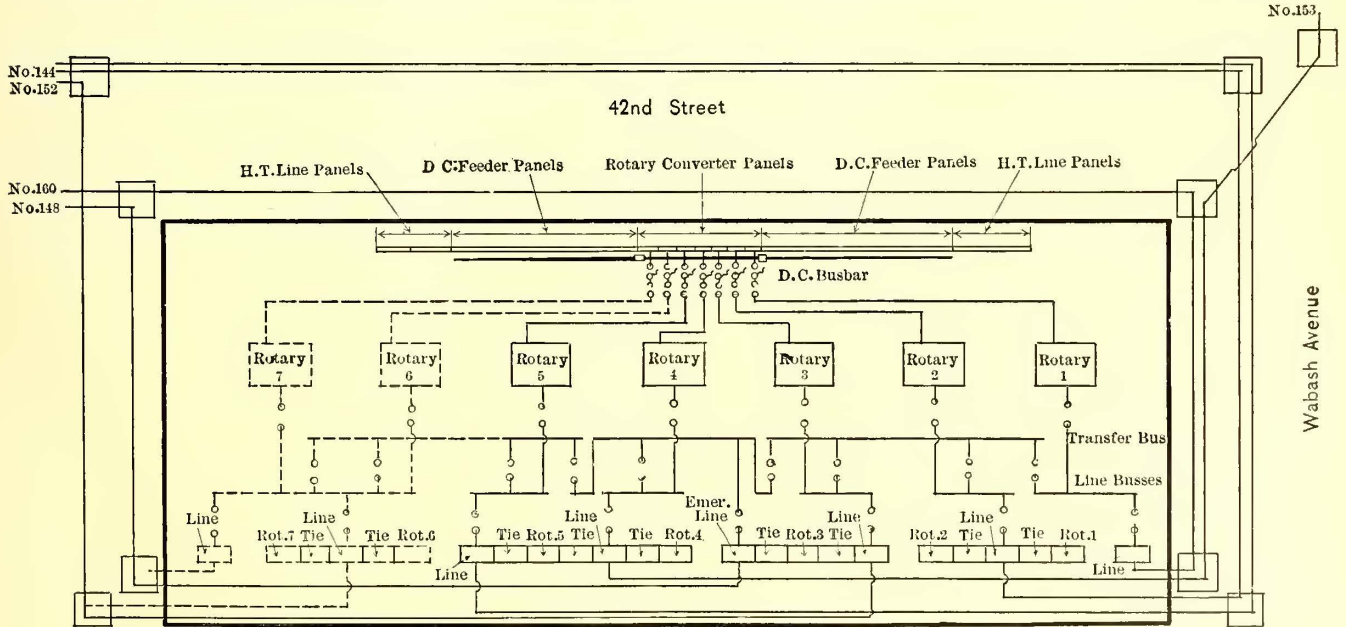 No.153
No.144
No.152
42nd Street
H.T.Line Panels
D C:Feeder Panels
Rotary Converter Panels
D.C.Feeder Panels
H.T.Line Panels
No.160
No.148
D.C.Busbar
Wabash Avenue
Rotary
7
Rotary
6
Rotary
5
Rotary
4
Rotary
3
Rotary
2
Rotary
1
Transfer Bus
Line Busses
Line
Rot.7
Tie
Line
Tie
Rot.6
Line
Tie
Rot.5
Tie
Line
Tie
Rot.4
Emer.
Line
Tie
Rot.3
Tie
Line
Rot.2
Tie
Line
Tie
Rot.1
Line